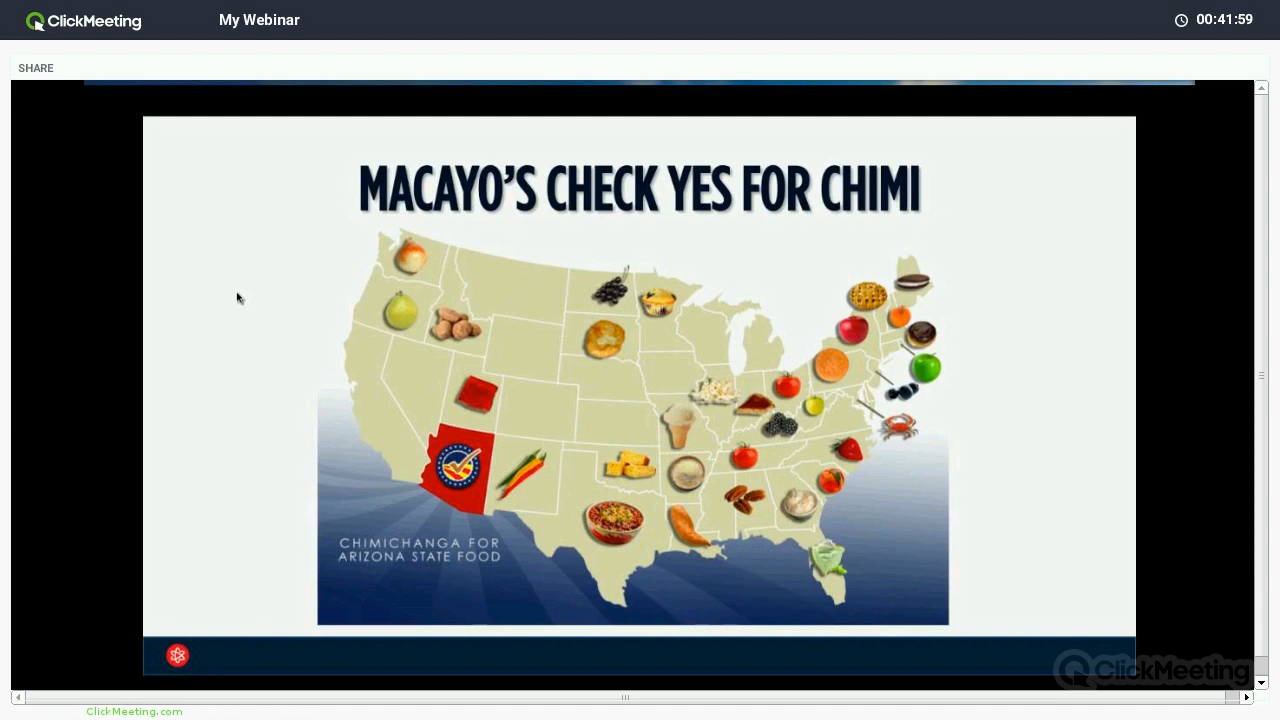 ClickMeeting
My Webinar
00:41:59
SHARE
MACAYO'S CHECK YES FOR CHIMI
CHIMICHANGA FOR
ARIZONA STATE FOOD
ClickMeeting
ClickMeeting.com